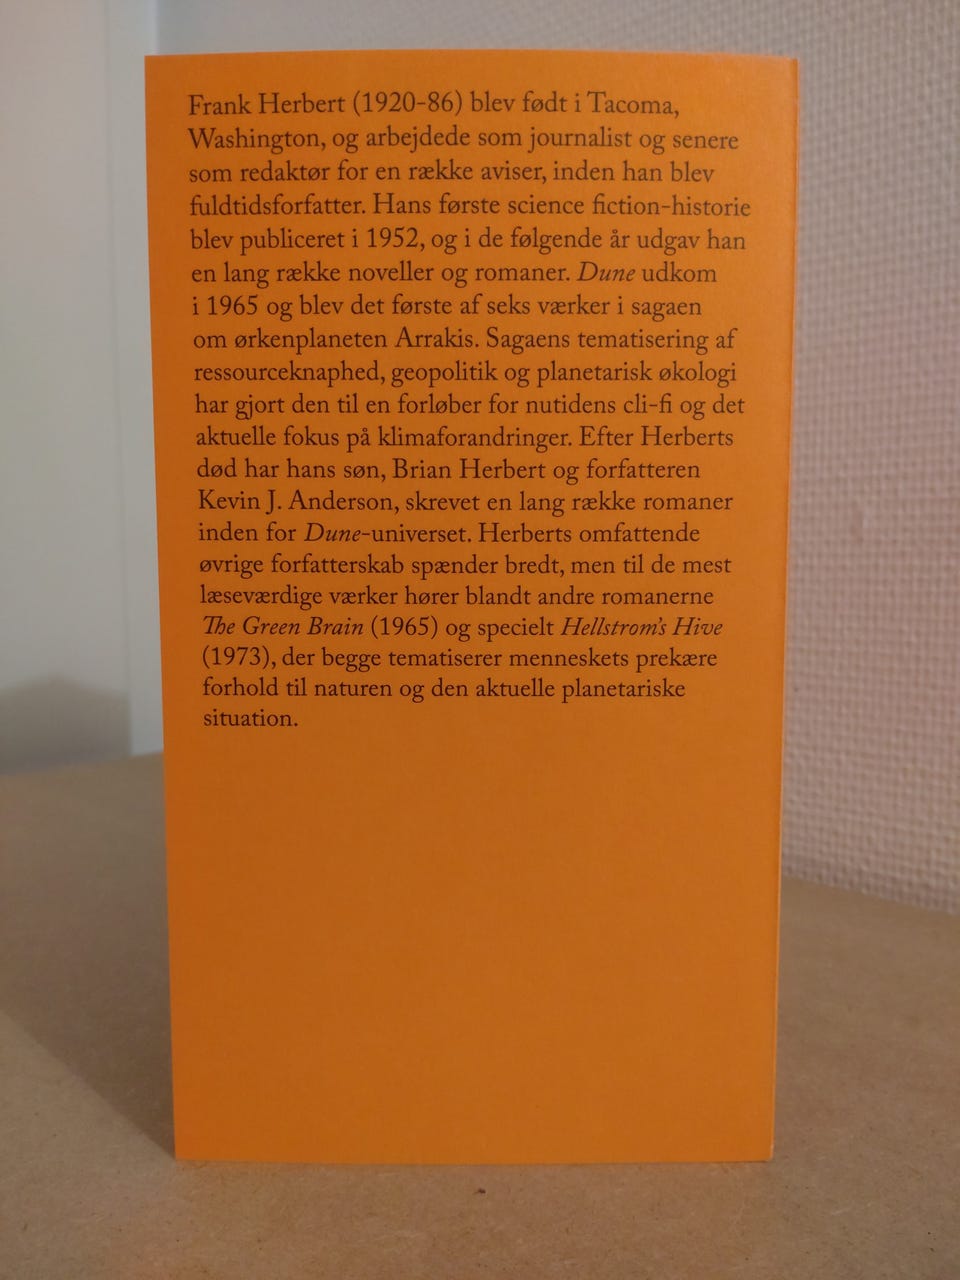 Frank Herbert (1920-86) blev født i Tacoma,
Washington, og arbejdede som journalist og senere
som redaktør for en række aviser, inden han blev
fuldtidsforfatter. Hans første science fiction-historie
blev publiceret i 1952, og i de følgende år udgav han
en lang række noveller og romaner. Dune udkom
i 1965 og blev det første af seks værker i sagaen
om ørkenplaneten Arrakis. Sagaens tematisering af
ressourceknaphed, geopolitik og planetarisk økologi
har gjort den til en forløber for nutidens cli-fi og det
aktuelle fokus på klimaforandringer. Efter Herberts
død har hans søn, Brian Herbert og forfatteren
Kevin J. Anderson, skrevet en lang række romaner
inden for Dune-universet. Herberts omfattende
øvrige forfatterskab spænder bredt, men til de mest
læseværdige værker hører blandt andre romanerne
The Green Brain (1965) og specielt Hellstrom's Hive
(1973), der begge tematiserer menneskets prekære
forhold til naturen og den aktuelle planetariske
situation.